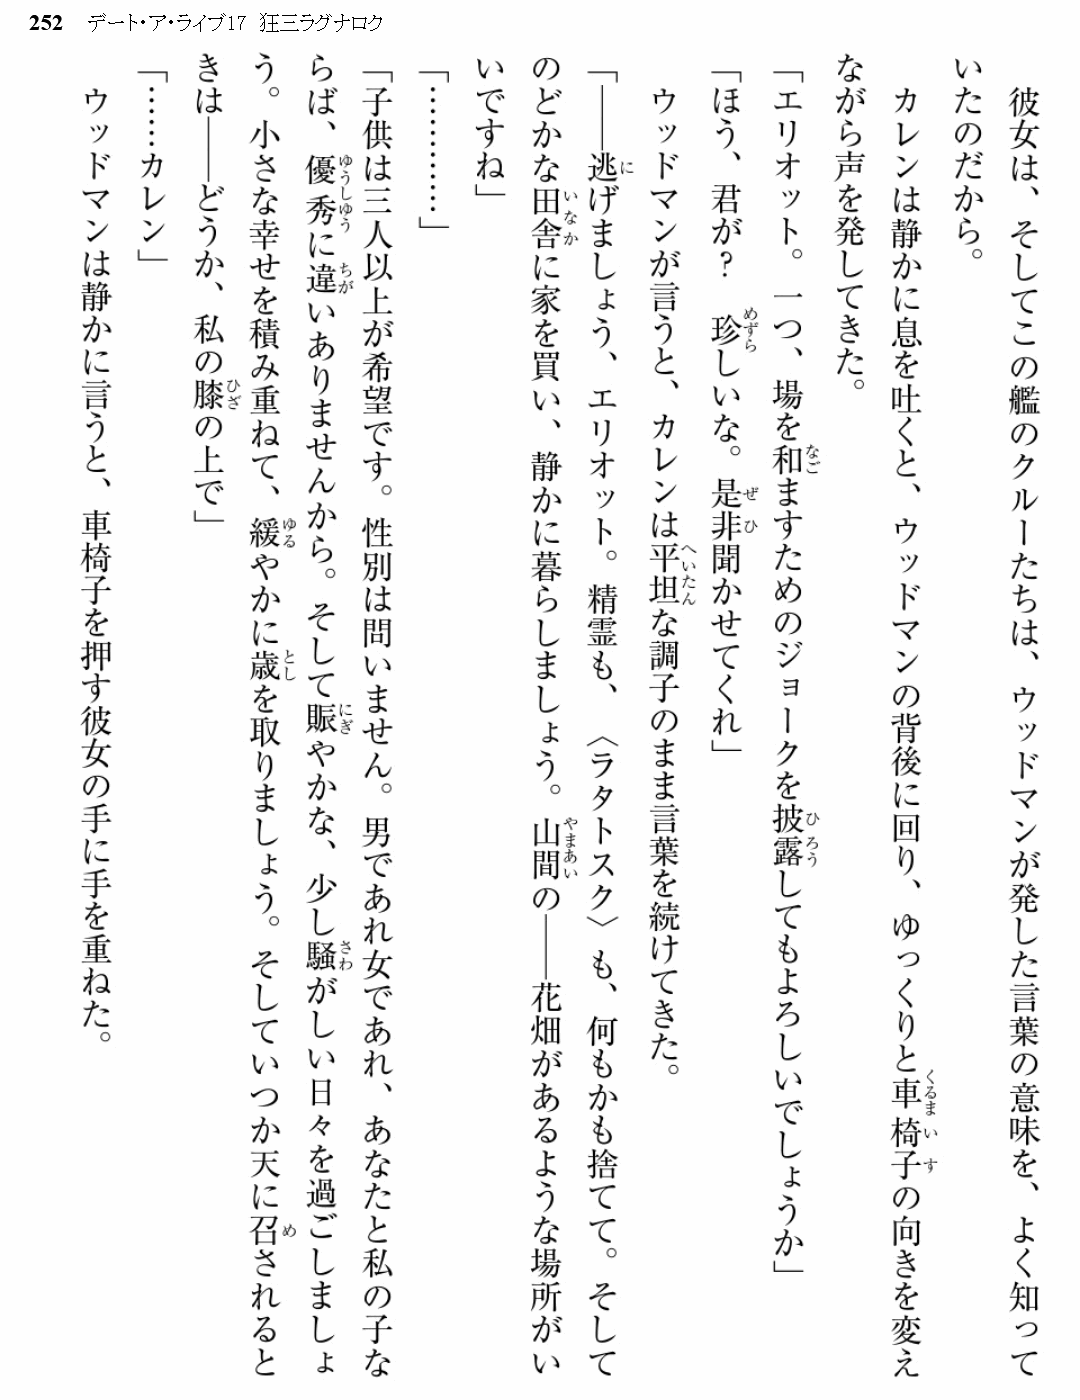 252 デート・ア・ライブ17 狂三ラグナロク
彼女は、そしてこの艦のクルーたちは、ウッドマンが発した言葉の意味を、よく知って
いたのだから。
カレンは静かに息を吐くと、ウッドマンの背後に回り、ゆっくりと車椅子の向きを変え
ながら声を発してきた。
「エリオット。一つ、場を和ますためのジョークを披露してもよろしいでしょうか」
「ほう、君が? 珍しいな。是非聞かせてくれ」
ウッドマンが言うと、カレンは平坦な調子のまま言葉を続けてきた。
「――逃げましょう、エリオット。精霊も、〈ラタトスク〉も、何もかも捨てて。そして
のどかな田舎に家を買い、静かに暮らしましょう。山間の――花畑があるような場所がい
いですね」
「…………」
「子供は三人以上が希望です。性別は問いません。男であれ女であれ、あなたと私の子な
らば、優秀に違いありませんから。そして賑やかな、少し騒がしい日々を過ごしましょ
う。小さな幸せを積み重ねて、緩やかに歳を取りましょう。そしていつか天に召されると
きは――どうか、私の膝の上で」
「……カレン」
ウッドマンは静かに言うと、車椅子を押す彼女の手に手を重ねた。